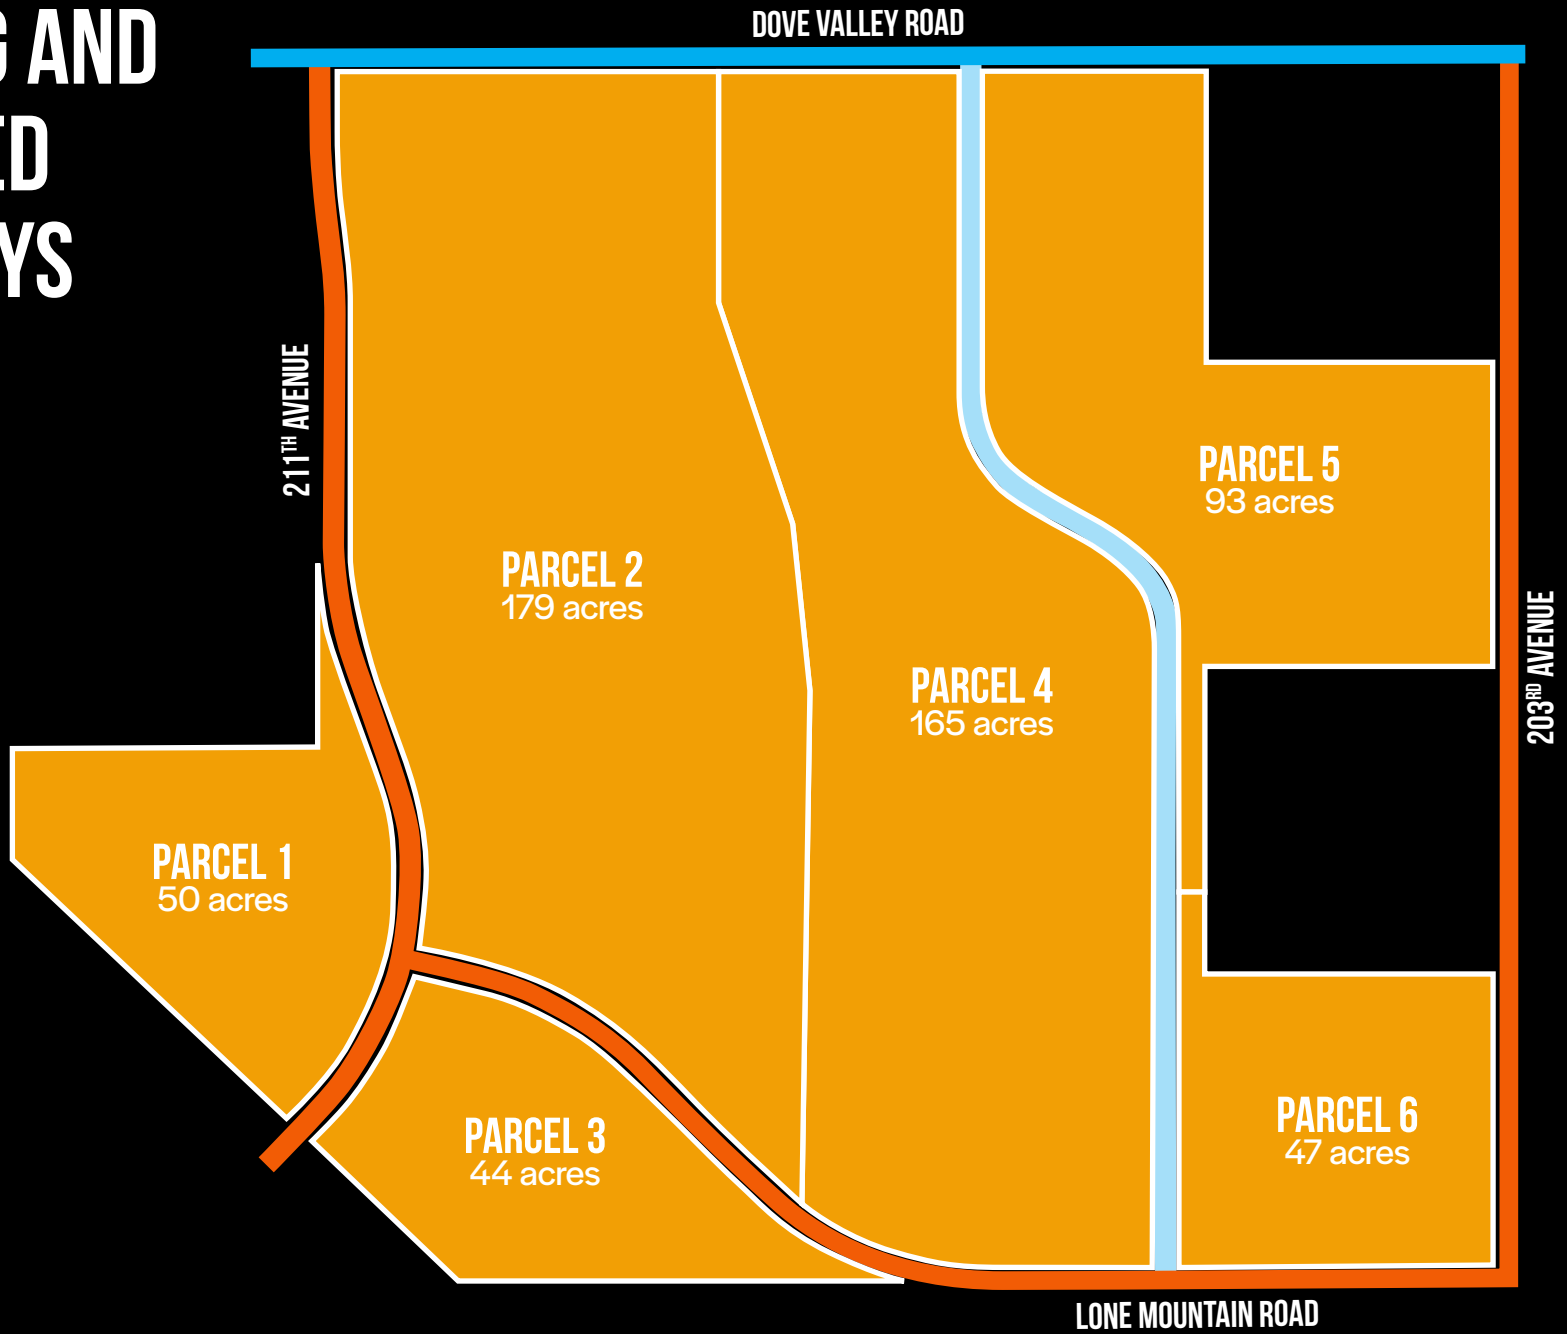 AND
DOVE VALLEY ROAD
211TH AVENUE
PARCEL 5
93 acres
PARCEL 2
179 acres
203RD AVENUE
PARCEL 4
165 acres
PARCEL 1
50 acres
PARCEL 6
47 acres
PARCEL 3
44 acres
LONE MOUNTAIN ROAD